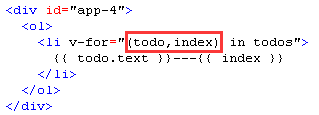 <div id="app-4">
<ol>
<li v-for="(todo,index) in todos">
{{ todo.text }}---{{ index }}
</li>
</ol>
</div>